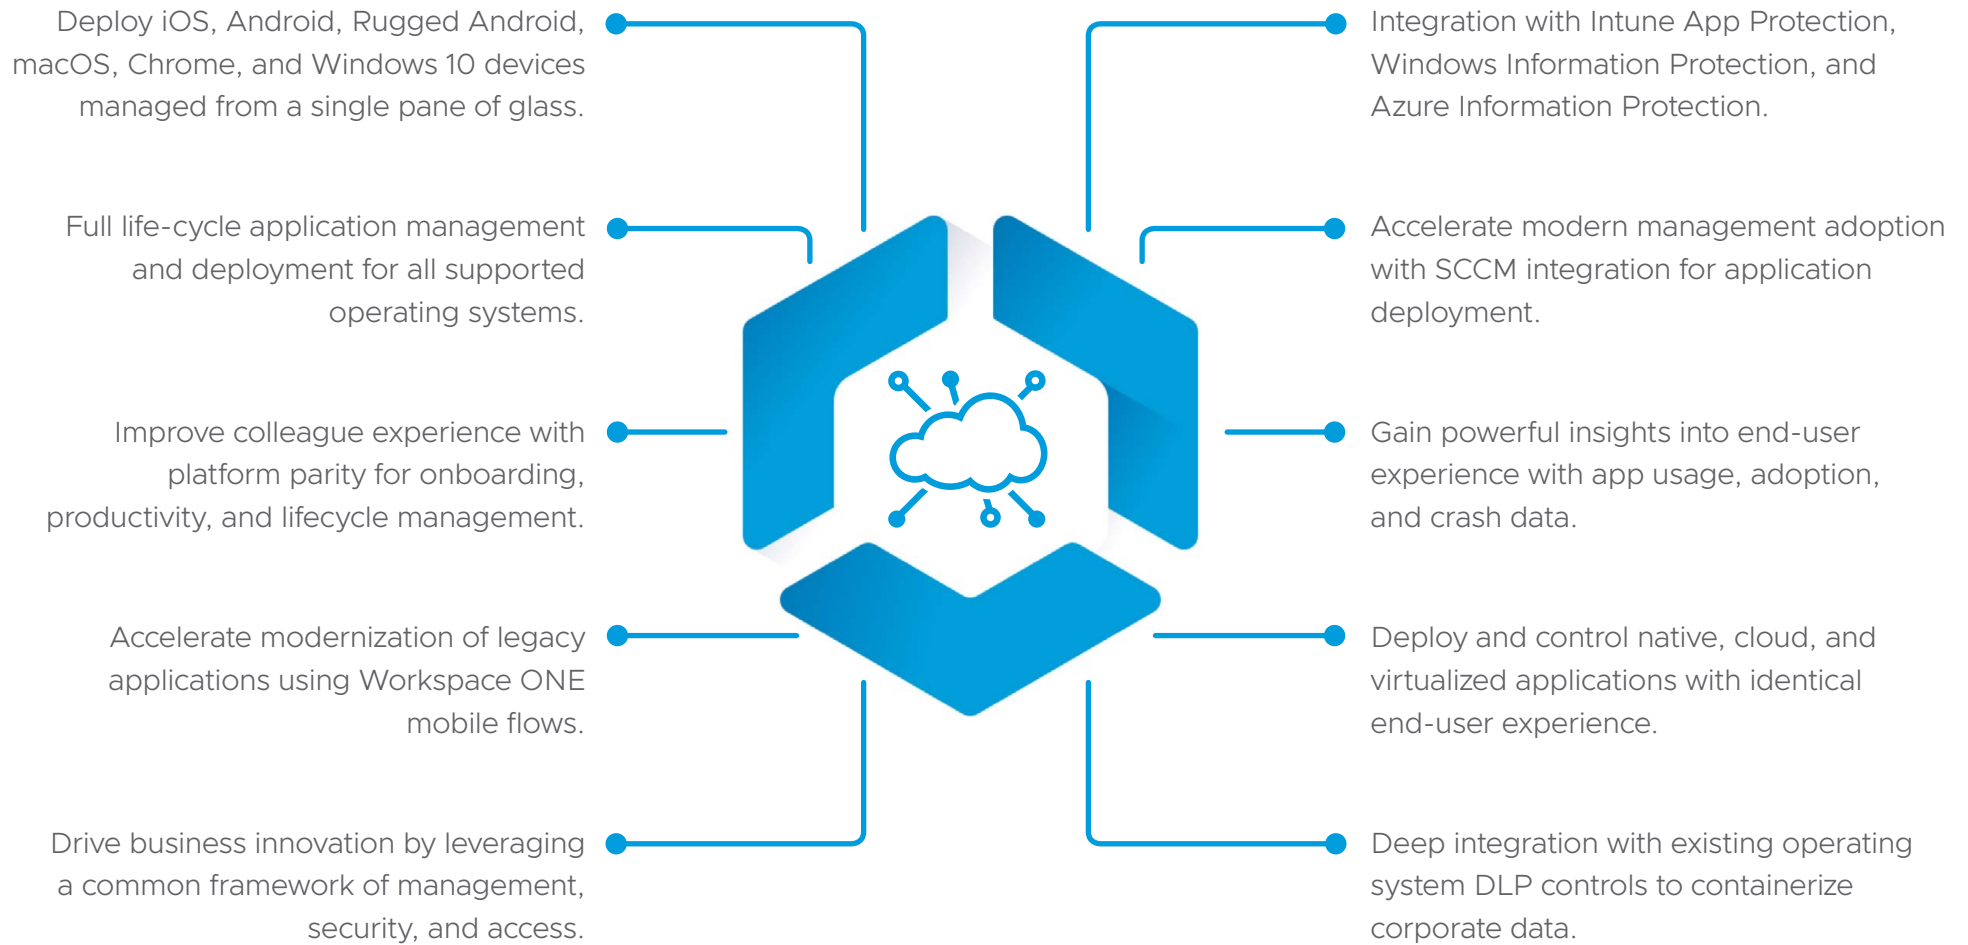 Deploy iOS, Android, Rugged Android,
macOS, Chrome, and Windows 10 devices
managed from a single pane of glass.
Full life-cycle application management
and deployment for all supported
operating systems.
Improve colleague experience with
platform parity for onboarding,
productivity, and lifecycle management.
Accelerate modernization of legacy
applications using Workspace ONE
mobile flows.
Drive business innovation by leveraging
a common framework of management,
security, and access.
Integration with Intune App Protection,
Windows Information Protection, and
Azure Information Protection.
Accelerate modern management adoption
with SCCM integration for application
deployment.
Gain powerful insights into end-user
experience with app usage, adoption,
and crash data.
Deploy and control native, cloud, and
virtualized applications with identical
end-user experience.
Deep integration with existing operating
system DLP controls to containerize
corporate data.